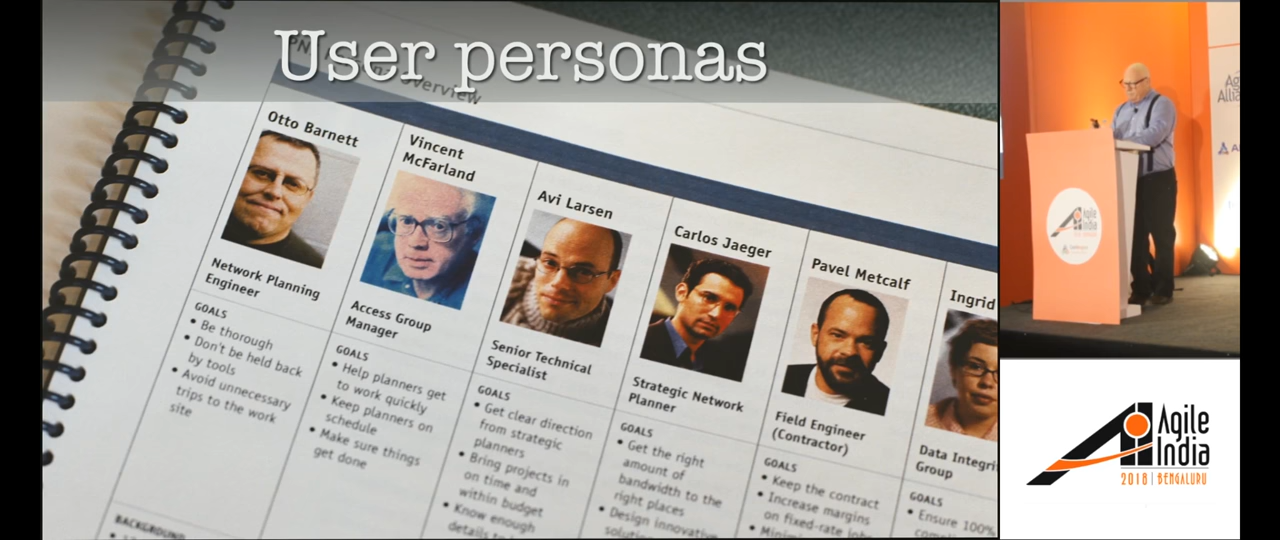 User personas
Overview
Otto Barnett
Network Planning
Engineer
GOALS
• Be thorough
• Don't be held back
by tools
• Avoid unnecessary
trips to the work
site
BACKGROUND
Vincent
McFarland
Access Group
Manager
GOALS
• Help planners get
to work quickly
• Keep planners on
schedule
• Make sure things
get done
Avi Larsen
Senior Technical
Specialist
GOALS
• Get clear direction
from strategic
planners
• Bring projects in
on time and
within budget
• Know enough
details to
Carlos Jaeger
Strategic Network
Planner
GOALS
• Get the right
amount of
bandwidth to the
right places
• Design innovative
Pavel Metcalf
Field Engineer
(Contractor)
GOALS
• Keep the contract
• Increase margins
on fixed-rate jobs
Ingrid
Data
Group
GOALS
• Ensure 100%
Agile
India
Agile
India
2018 | BENGALURU